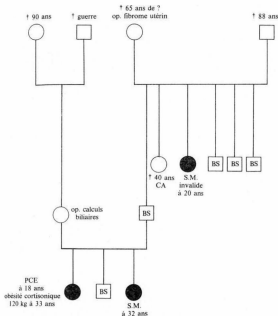 † 90 ans
† guerre
† 65 ans de ?
op. fibrome utérin
† 88 ans
† 40 ans
CA
S.M.
invalide
à 20 ans
BS
BS
BS
op. calculs
biliaires
BS
PCE
à 18 ans
obésité cortisonique
120 kg à 33 ans
BS
S.M.
à 32 ans